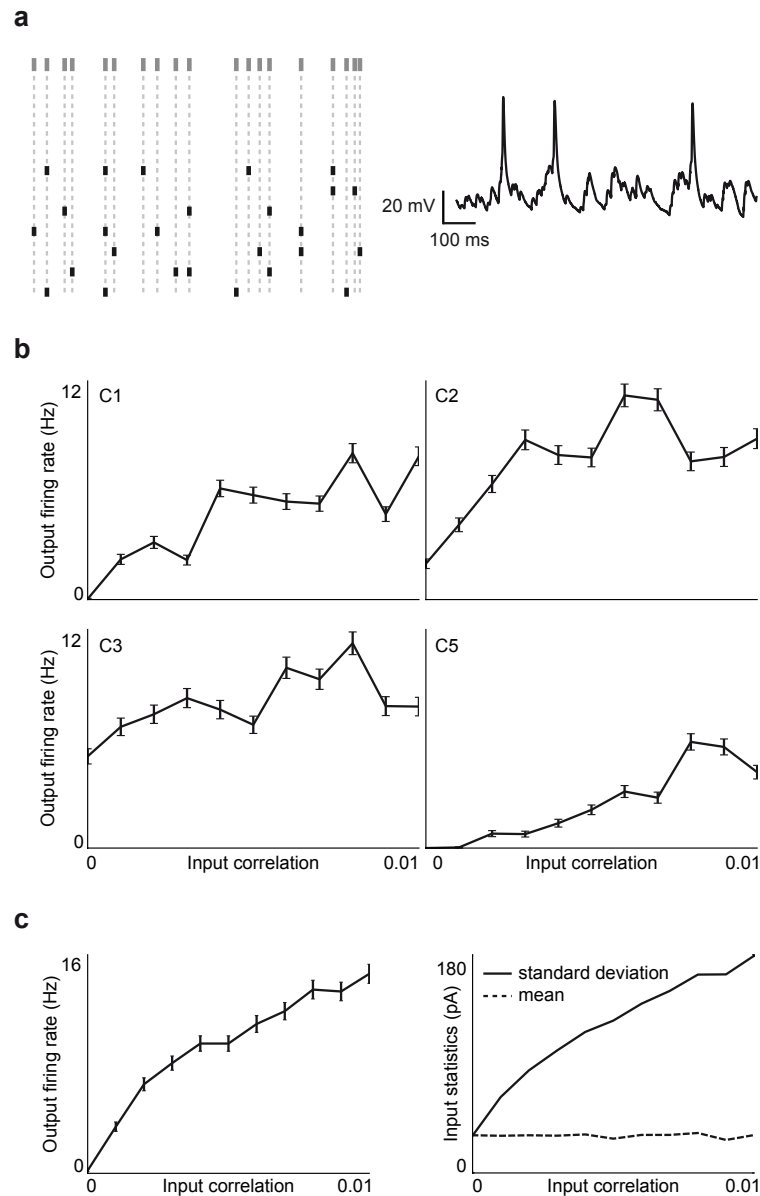 a
20 mV
100 ms
b
12
C1
Output firing rate (Hz)
0
C2
12
C3
Output firing rate (Hz)
0
C5
0
Input correlation
0.01
0
Input correlation
0.01
c
16
Output firing rate (Hz)
0
0
Input correlation
0.01
180
standard deviation
mean
Input statistics (pA)
0
0
Input correlation
0.01